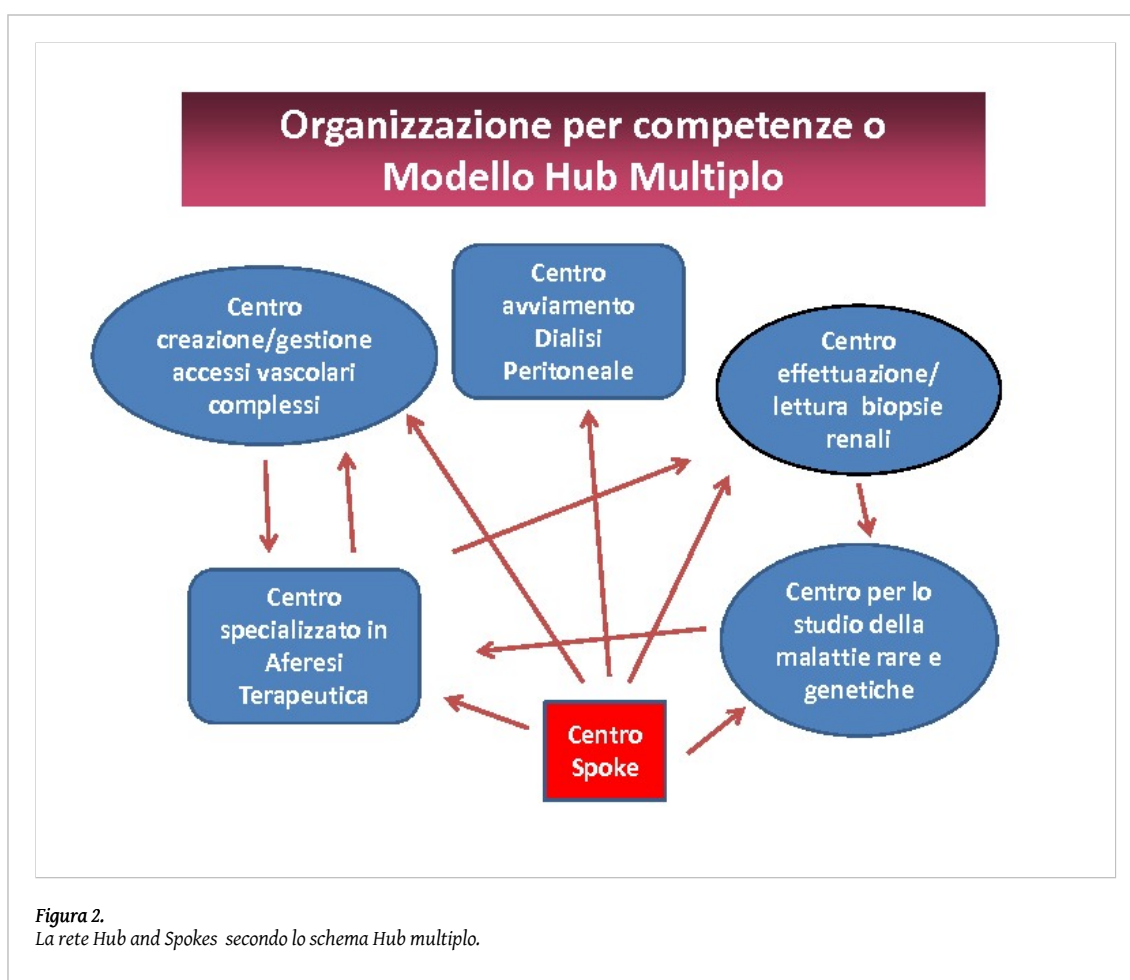 Organizzazione per competenze o
Modello Hub Multiplo
Centro
creazione/gestione
accessi vascolari
complessi
Centro
avviamento
Dialisi
Peritoneale
Centro
effettuazione/
lettura biopsie
renali
Centro
specializzato in
Aferesi
Terapeutica
Centro per lo
studio della
malattie rare e
genetiche
Centro
Spoke
Figura 2.
La rete Hub and Spokes secondo lo schema Hub multiplo.